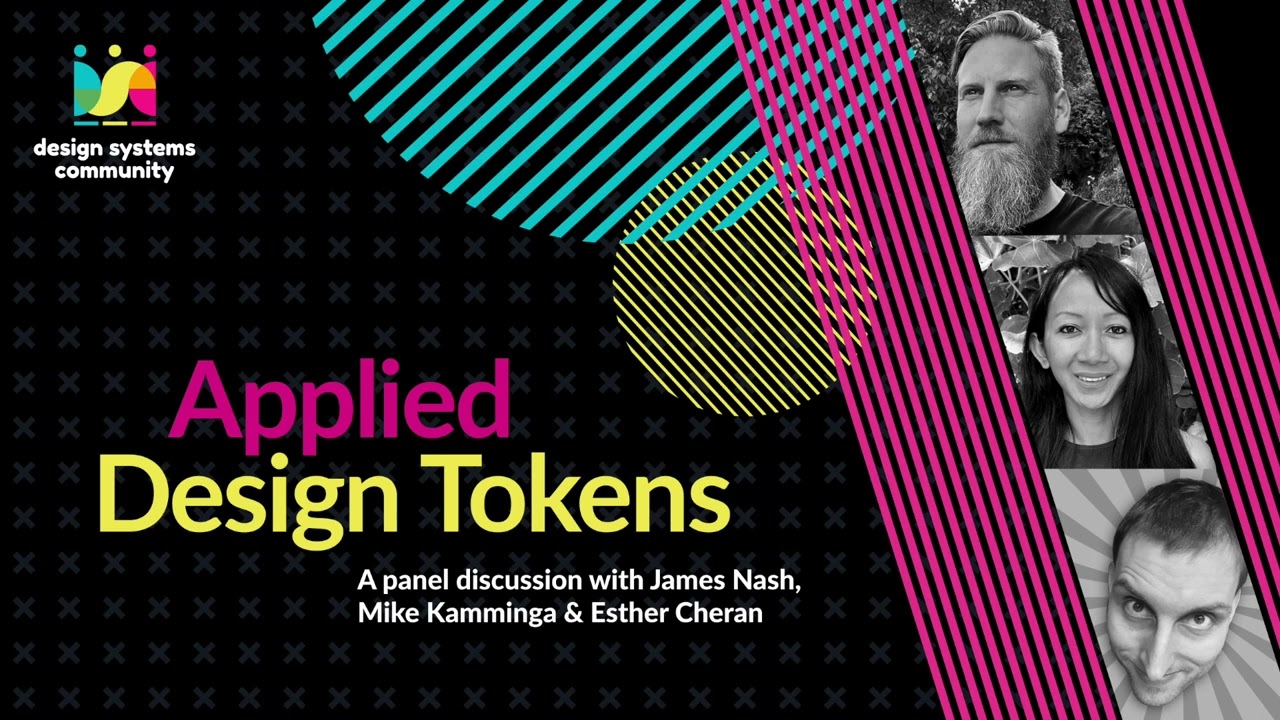 design systems
community
Applied
Design Tokens
A panel discussion with James Nash,
Mike Kamminga & Esther Cheran